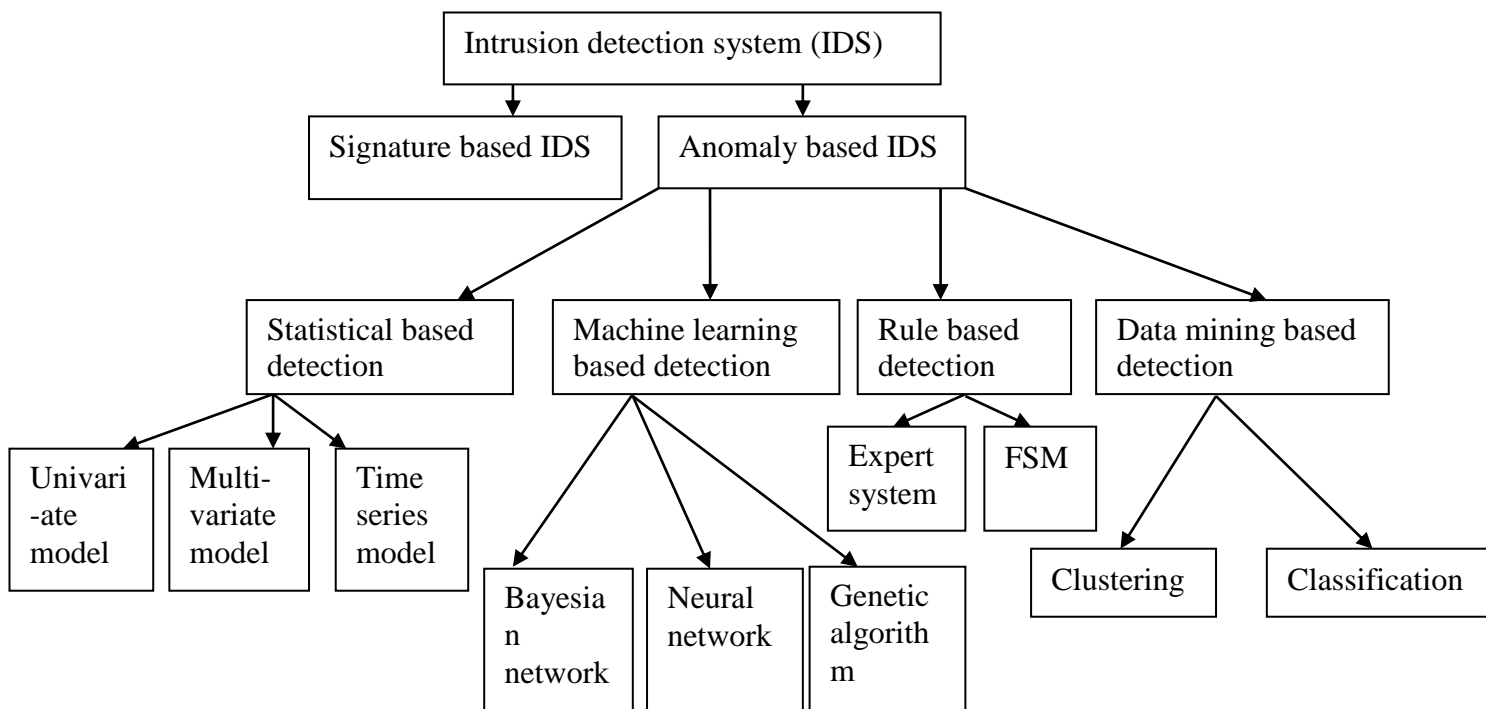 Intrusion detection system (IDS)
Signature based IDS
Anomaly based IDS
Statistical based
detection
Machine learning
based detection
Rule based
detection
Data mining based
detection
Univari
-ate
model
Multi-
variate
model
Time
series
model
Expert
system
FSM
Bayesia
n
network
Neural
network
Genetic
algorith
m
Clustering
Classification